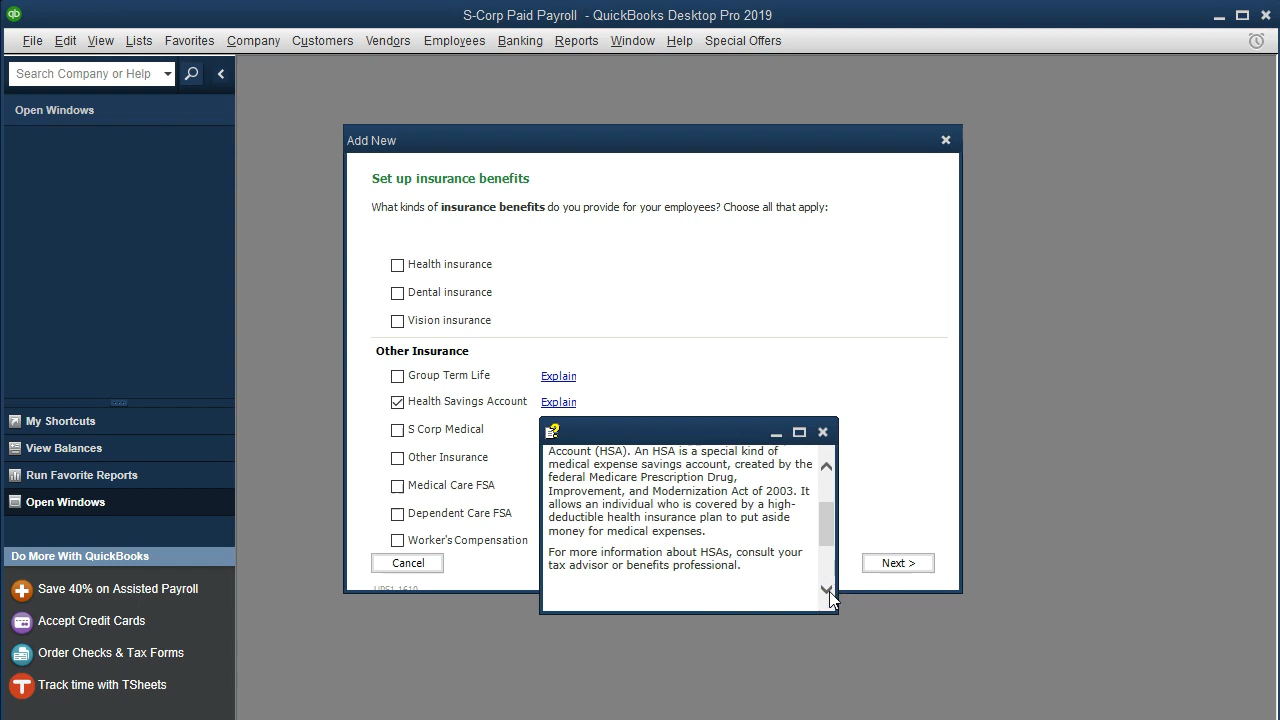 S-Corp Paid Payroll - QuickBooks Desktop Pro 2019
File Edit View Lists Favorites Company Customers Vendors Employees Banking Reports Window Help Special Offers
Search Company or Help
Open Windows
Add New
Set up insurance benefits
What kinds of insurance benefits do you provide for your employees? Choose all that apply:
Health insurance
Dental insurance
Vision insurance
Other Insurance
Group Term Life Explain
Health Savings Account Explain
S Corp Medical
Other Insurance
Medical Care FSA
Dependent Care FSA
Worker's Compensation
Cancel
Next >
Account (HSA). An HSA is a special kind of
medical expense savings account, created by the
federal Medicare Prescription Drug,
Improvement, and Modernization Act of 2003. It
allows an individual who is covered by a high-
deductible health insurance plan to put aside
money for medical expenses.
For more information about HSAs, consult your
tax advisor or benefits professional.
My Shortcuts
View Balances
Run Favorite Reports
Open Windows
Do More With QuickBooks
Save 40% on Assisted Payroll
Accept Credit Cards
Order Checks & Tax Forms
Track time with TSheets